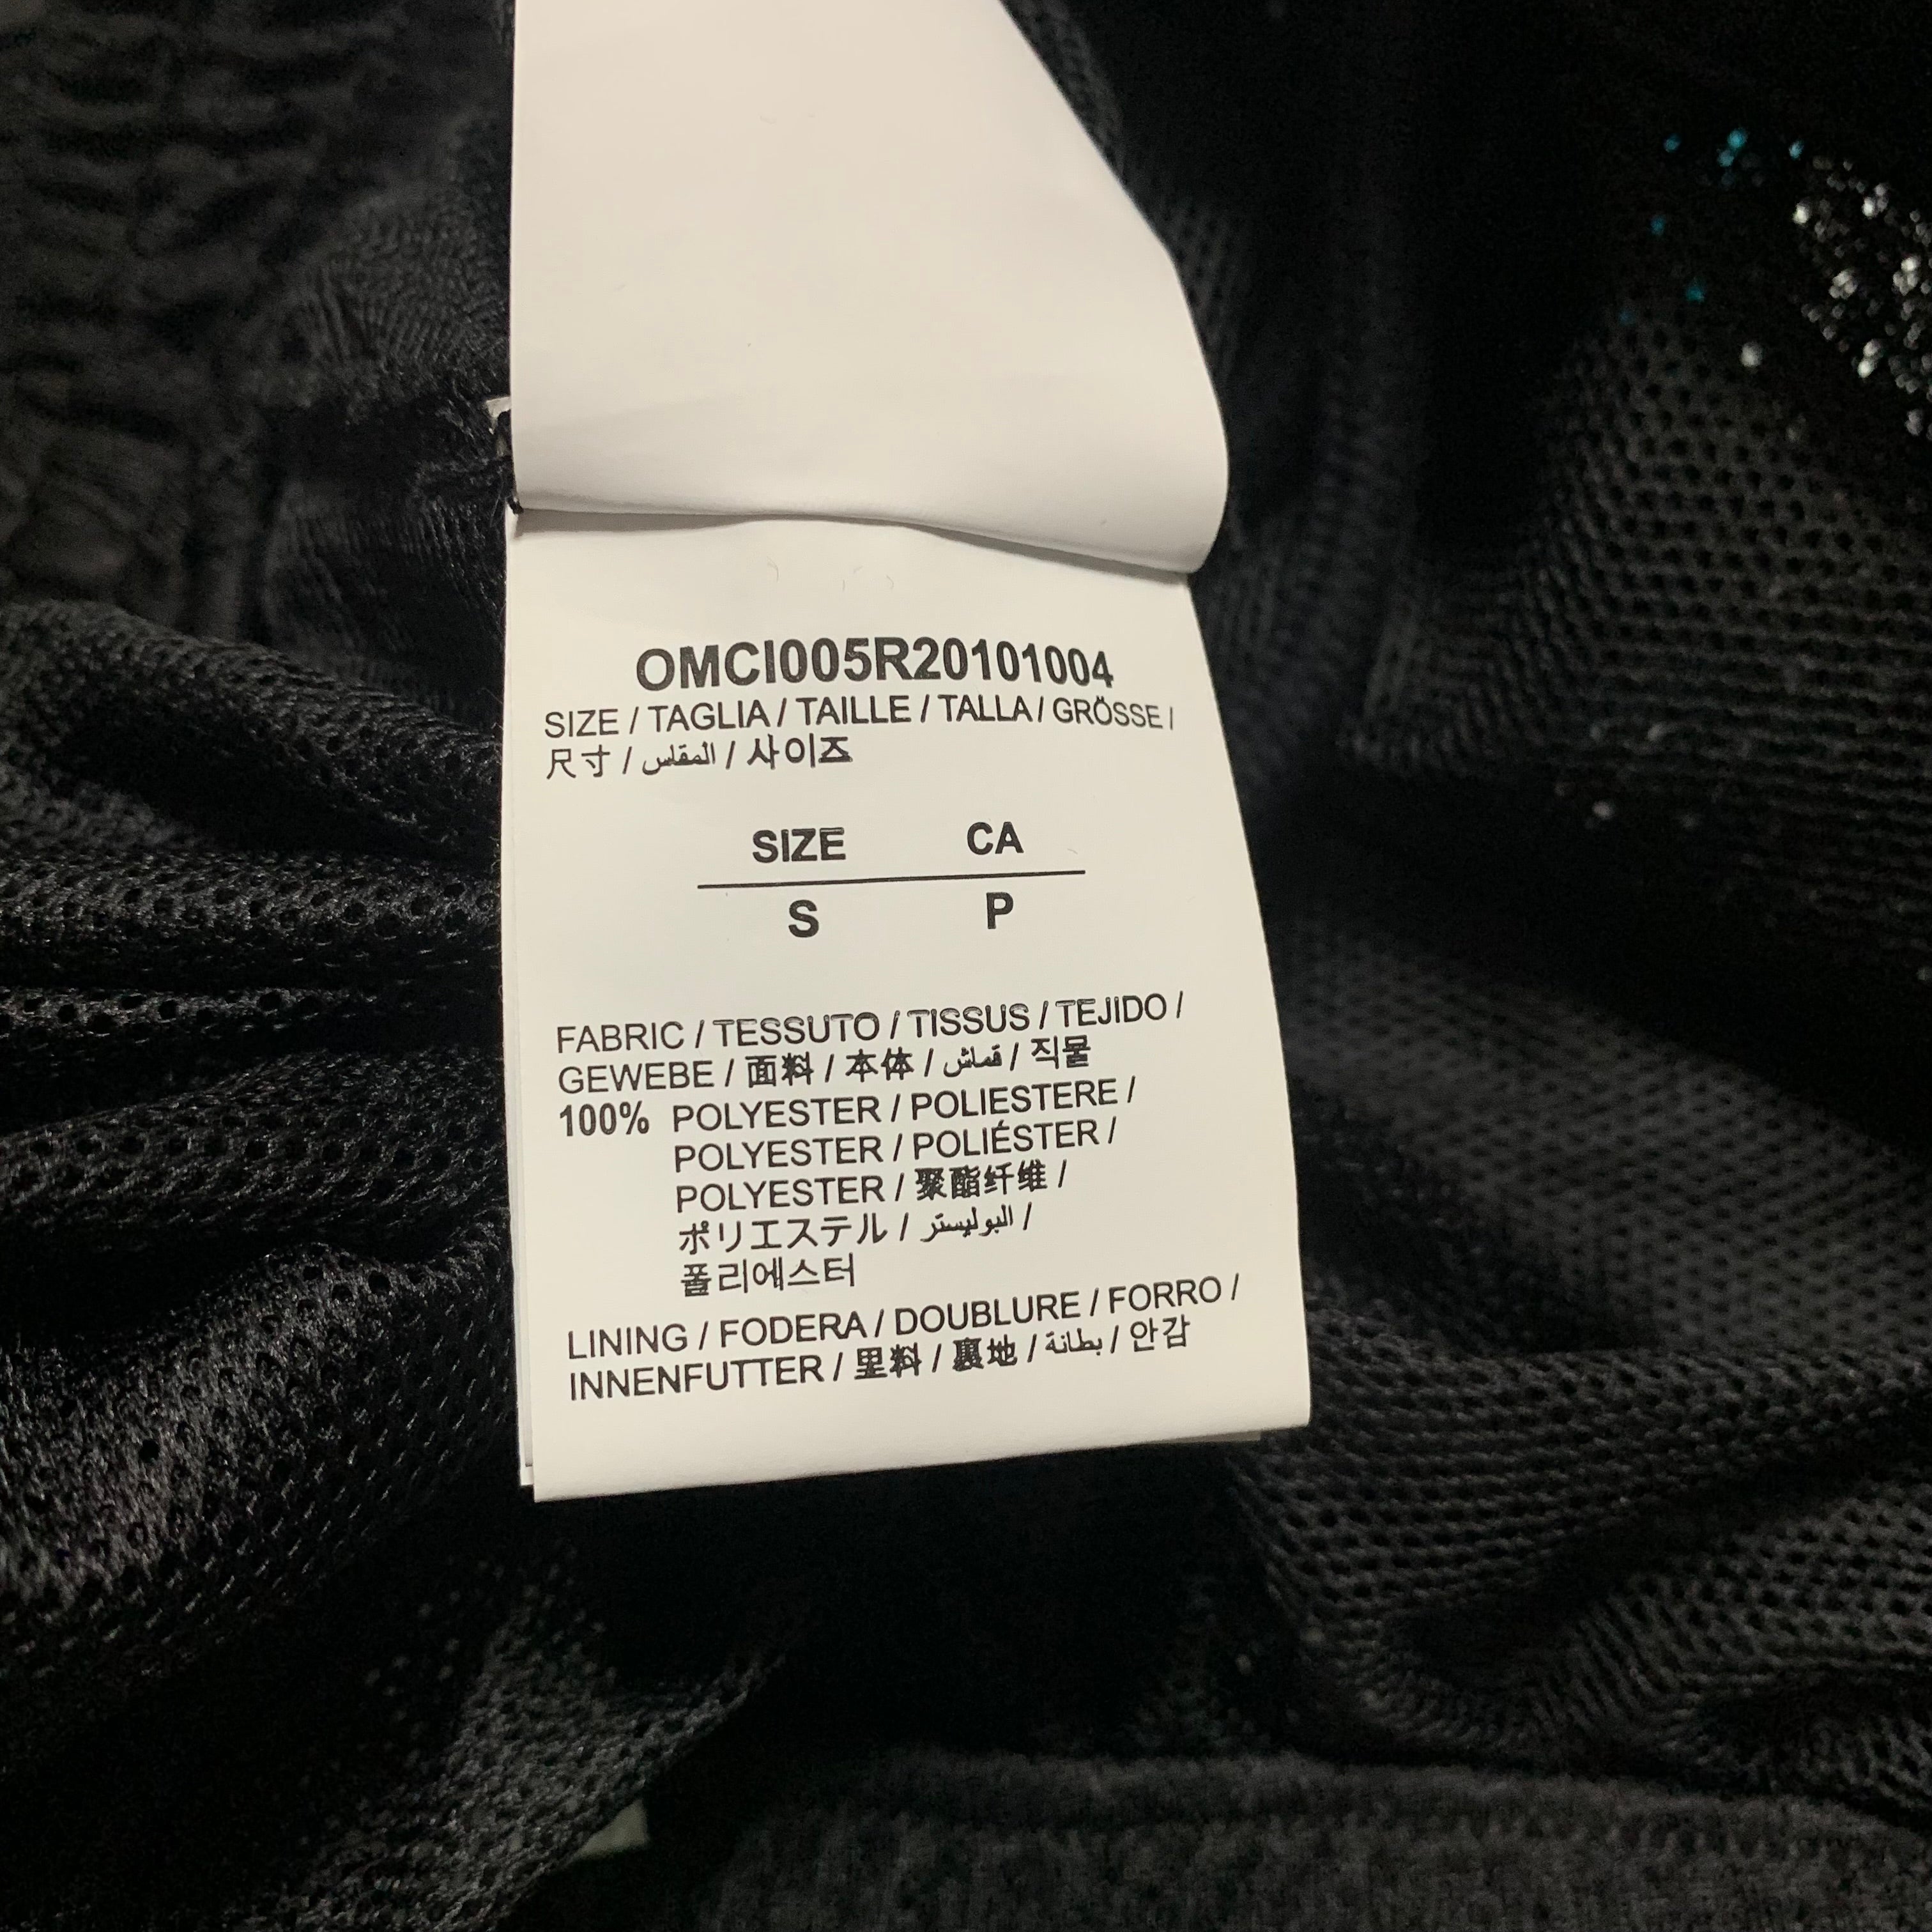 OMCI005R20101004
SIZE / TAGLIA / TAILLE / TALLA / GRÖSSE /
尺寸 / المقاس / 사이즈
SIZE CA
S P
FABRIC / TESSUTO / TISSUS / TEJIDO /
GEWEBE / 面料 / 本体 / قماش / 직물
100% POLYESTER / POLIESTERE /
POLYESTER / POLIÉSTER /
POLYESTER / 聚酯纤维 /
ポリエステル / البوليستر /
폴리에스터
LINING / FODERA / DOUBLURE / FORRO /
INNENFUTTER / 里料 / 裏地 / بطانة / 안감